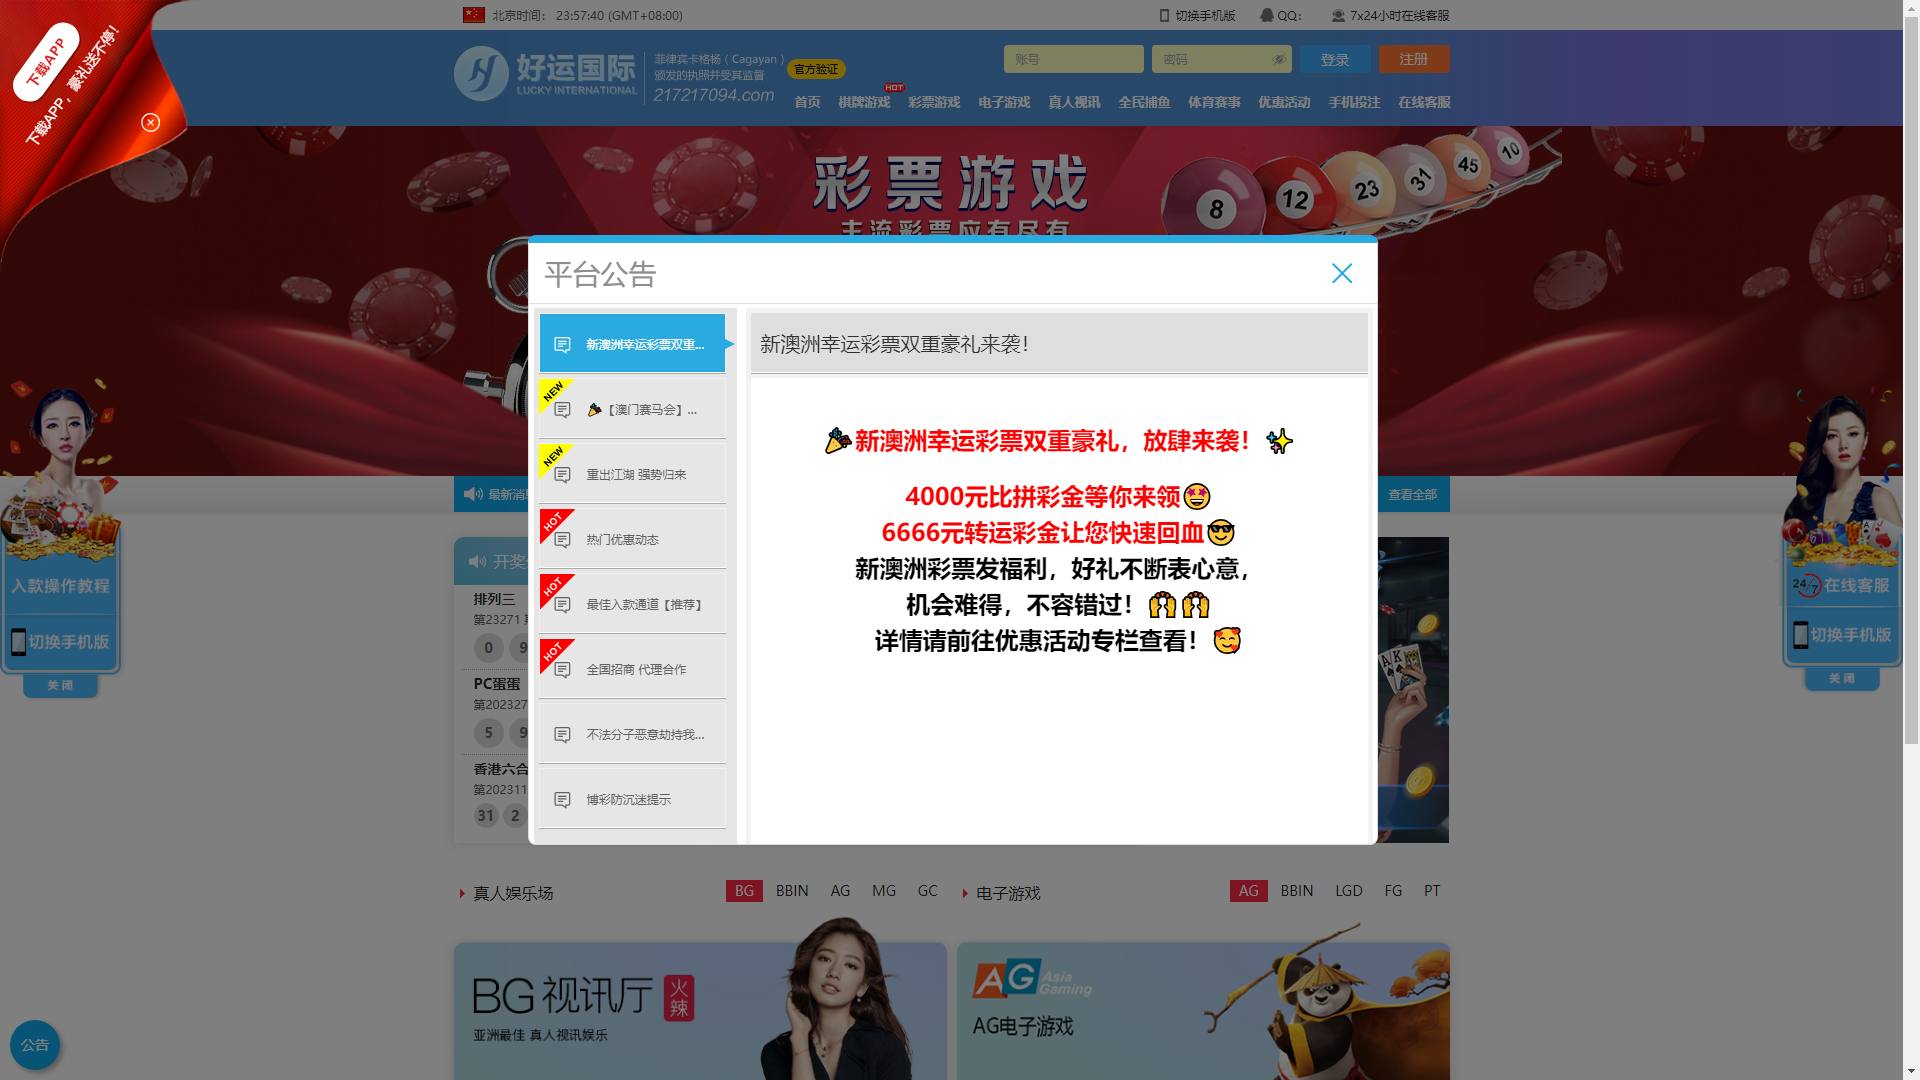 下载APP
下载APP，豪礼送不停！
北京时间： 23:57:40 (GMT+08:00)
切换手机版
QQ：
7x24小时在线客服
好运国际
LUCKY INTERNATIONAL
菲律宾卡格杨（Cagayan）
颁发的执照并受其监督
217217094.com
官方验证
账号
密码
登录
注册
首页
棋牌游戏
HOT
彩票游戏
电子游戏
真人视讯
全民捕鱼
体育赛事
优惠活动
手机投注
在线客服
彩票游戏
主流彩票应有尽有
8
12
23
31
45
10
平台公告
新澳洲幸运彩票双重...
NEW
🎉【澳门赛马会】...
NEW
重出江湖 强势归来
HOT
热门优惠动态
HOT
最佳入款通道【推荐】
HOT
全国招商 代理合作
不法分子恶意劫持我...
博彩防沉迷提示
新澳洲幸运彩票双重豪礼来袭！
🎉新澳洲幸运彩票双重豪礼，放肆来袭！✨
4000元比拼彩金等你来领🤩
6666元转运彩金让您快速回血😎
新澳洲彩票发福利，好礼不断表心意，
机会难得，不容错过！🙌🙌
详情请前往优惠活动专栏查看！🥰
最新消息
查看全部
开奖
排列三
第23271
0 9
PC蛋蛋
第202327
5 9
香港六合
第202311
31 2
入款操作教程
切换手机版
关闭
24/7在线客服
切换手机版
关闭
真人娱乐场
BG BBIN AG MG GC
电子游戏
AG BBIN LGD FG PT
BG视讯厅
火辣
亚洲最佳 真人视讯娱乐
AG Asia Gaming
AG电子游戏
公告